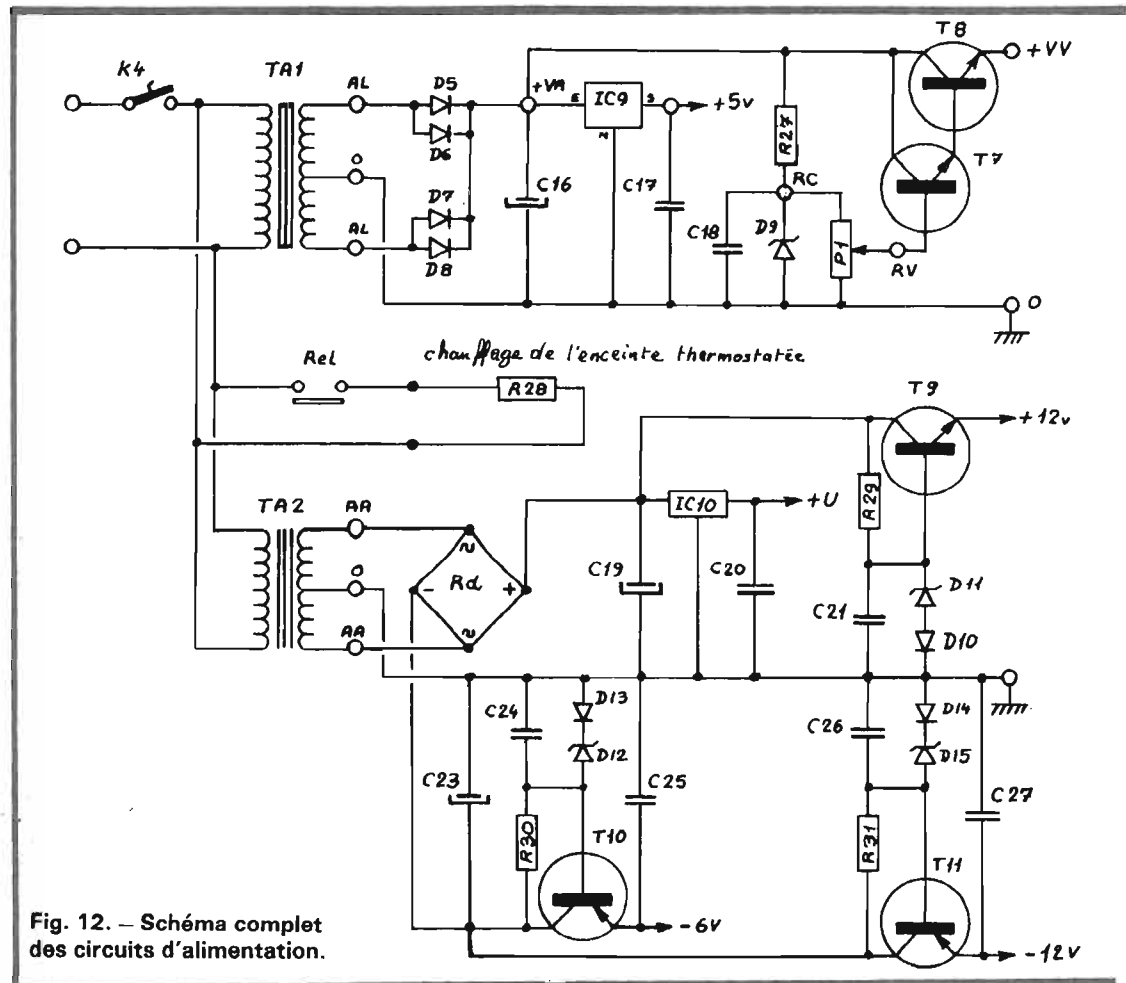 T8
+VV
K4
TA1
AL
D5
+VA
E
IC9
S
+5v
D6
R27
T7
O
N
C16
C17
RC
D7
C18
D9
P1
RV
AL
D8
O
chauffage de l'enceinte thermostatée
Rel
R28
T9
+12v
TA2
AA
IC10
+U
R29
O
~
C19
C20
- Rd +
D11
C21
~
D10
AA
D13
D14
C24
C26
D12
D15
C23
C25
C27
R30
T10
R31
T11
-6v
-12v
Fig. 12. — Schéma complet
des circuits d'alimentation.